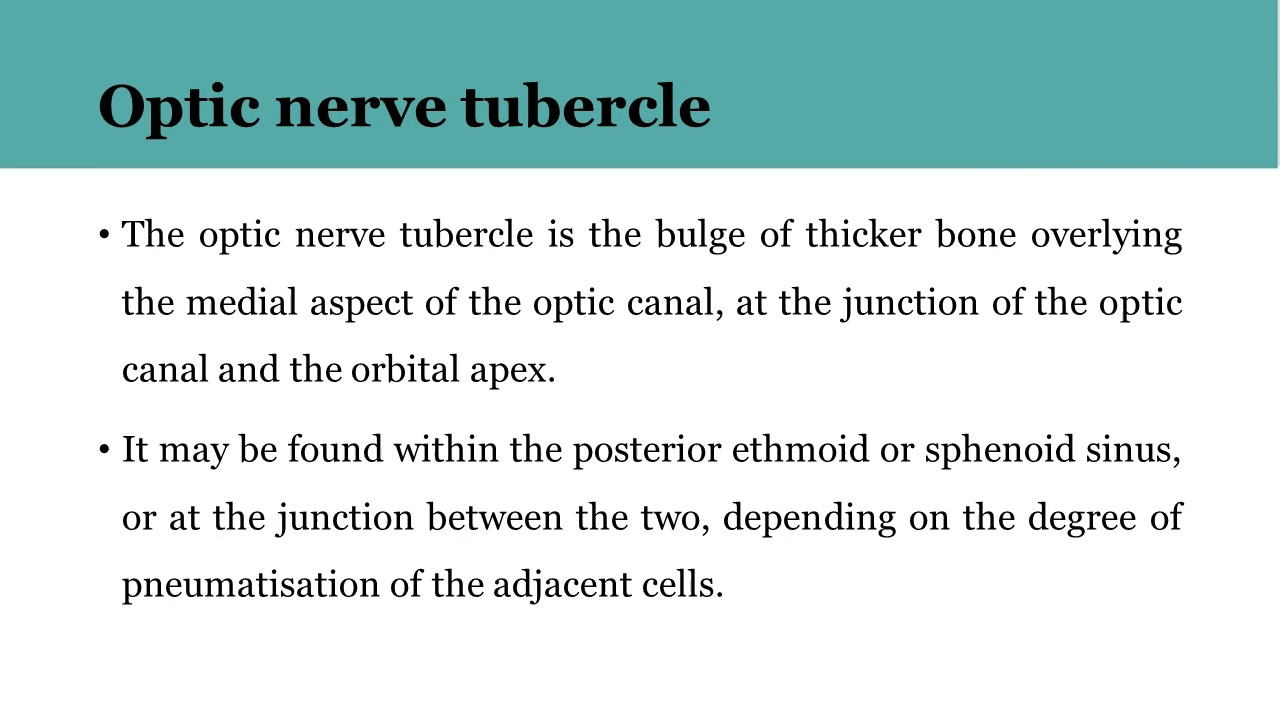 Optic nerve tubercle
• The optic nerve tubercle is the bulge of thicker bone overlying
the medial aspect of the optic canal, at the junction of the optic
canal and the orbital apex.
• It may be found within the posterior ethmoid or sphenoid sinus,
or at the junction between the two, depending on the degree of
pneumatisation of the adjacent cells.